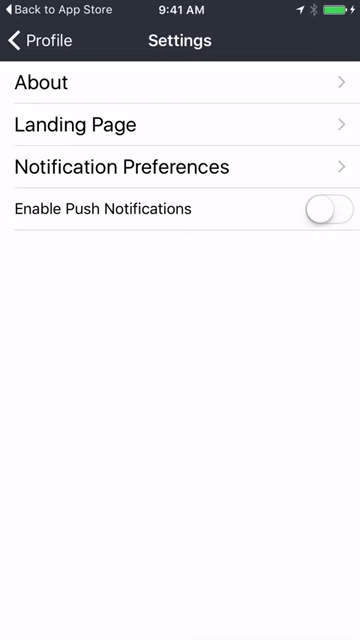 Back to App Store 9:41 AM
Profile Settings
About
Landing Page
Notification Preferences
Enable Push Notifications